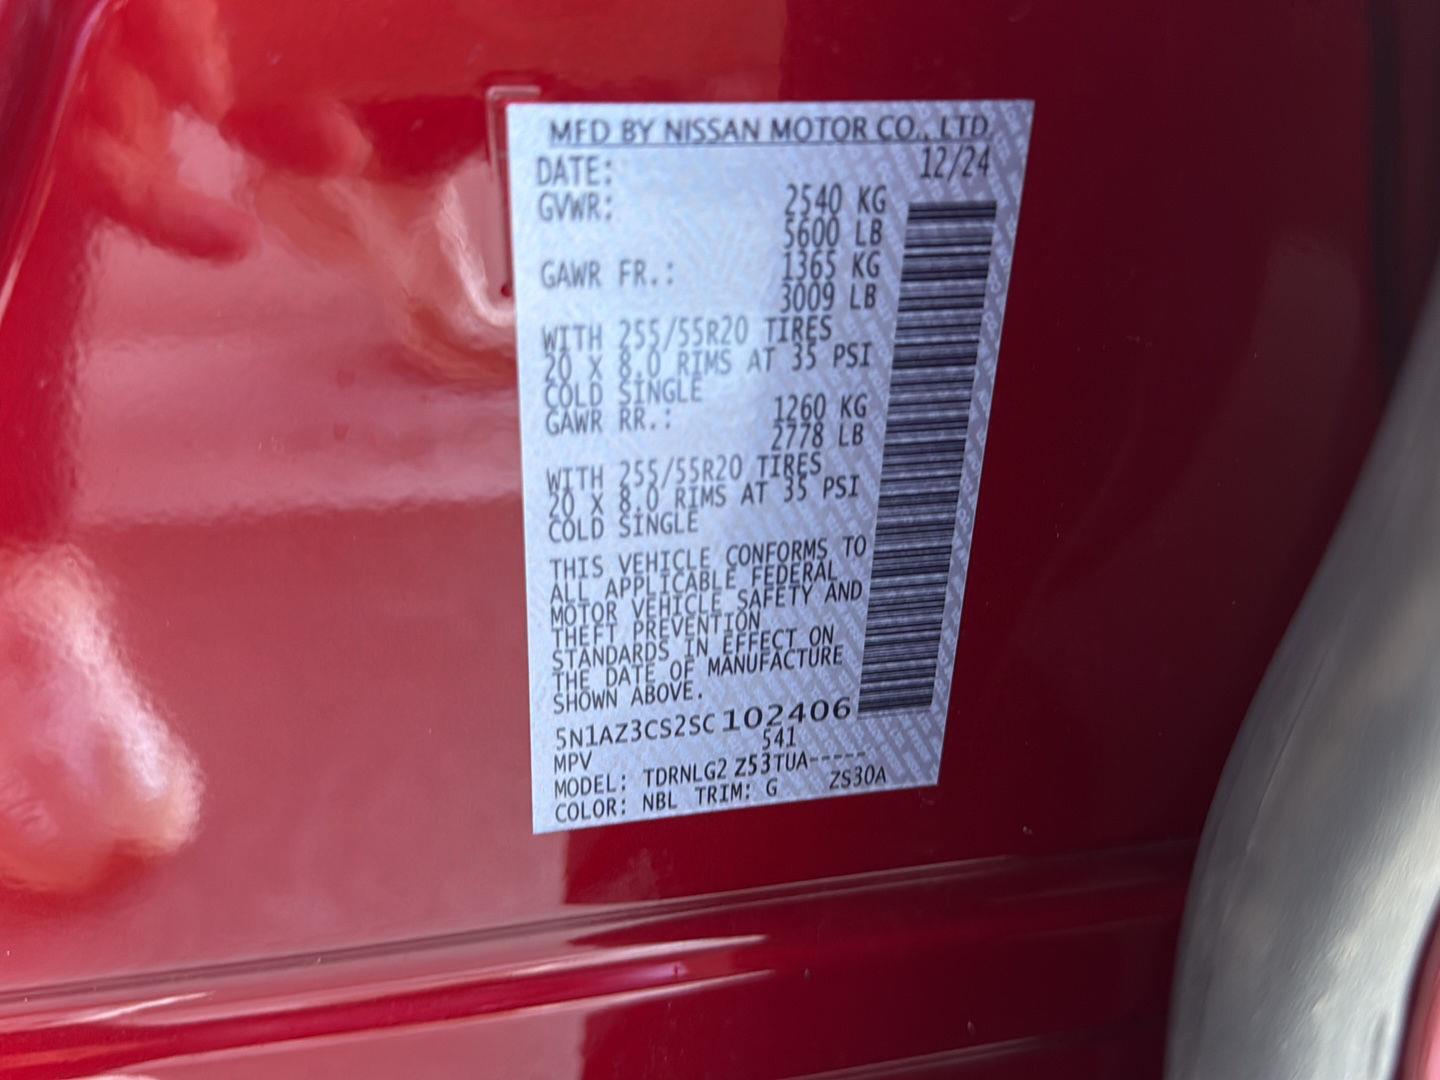 MFD BY NISSAN MOTOR CO., LTD
DATE: 12/24
GVWR: 2540 KG
5600 LB
GAWR FR.: 1365 KG
3009 LB
WITH 255/55R20 TIRES
20 X 8.0 RIMS AT 35 PSI
COLD SINGLE
GAWR RR.: 1260 KG
2778 LB
WITH 255/55R20 TIRES
20 X 8.0 RIMS AT 35 PSI
COLD SINGLE
THIS VEHICLE CONFORMS TO
ALL APPLICABLE FEDERAL
MOTOR VEHICLE SAFETY AND
THEFT PREVENTION
STANDARDS IN EFFECT ON
THE DATE OF MANUFACTURE
SHOWN ABOVE.
5N1AZ3CS2SC102406
MPV 541
MODEL: TDRNLG2 Z53TUA-----
COLOR: NBL TRIM: G ZS30A